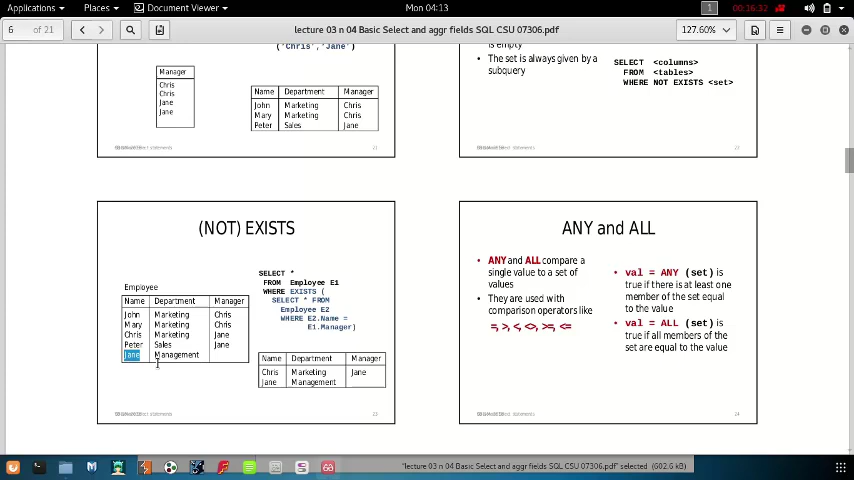 Applications Places Document Viewer Mon 04:13 1 00:16:32
6 of 21 lecture 03 n 04 Basic Select and aggr fields SQL CSU 07306.pdf 127.60%
('Chris','Jane')
Manager
Chris
Chris
Jane
Jane
Name Department Manager
John Marketing Chris
Mary Marketing Chris
Peter Sales Jane
21
is empty
• The set is always given by a
subquery
SELECT <columns>
FROM <tables>
WHERE NOT EXISTS <set>
(NOT) EXISTS
Employee
Name Department Manager
John Marketing Chris
Mary Marketing Chris
Chris Marketing Jane
Peter Sales Jane
Jane Management
SELECT *
FROM Employee E1
WHERE EXISTS (
SELECT * FROM
Employee E2
WHERE E2.Name =
E1.Manager)
Name Department Manager
Chris Marketing Jane
Jane Management
23
ANY and ALL
• ANY and ALL compare a
single value to a set of
values
• They are used with
comparison operators like
=, >, <, <>, >=, <=
• val = ANY (set) is
true if there is at least one
member of the set equal
to the value
• val = ALL (set) is
true if all members of the
set are equal to the value
24
"lecture 03 n 04 Basic Select and aggr fields SQL CSU 07306.pdf" selected (602.6 kB)